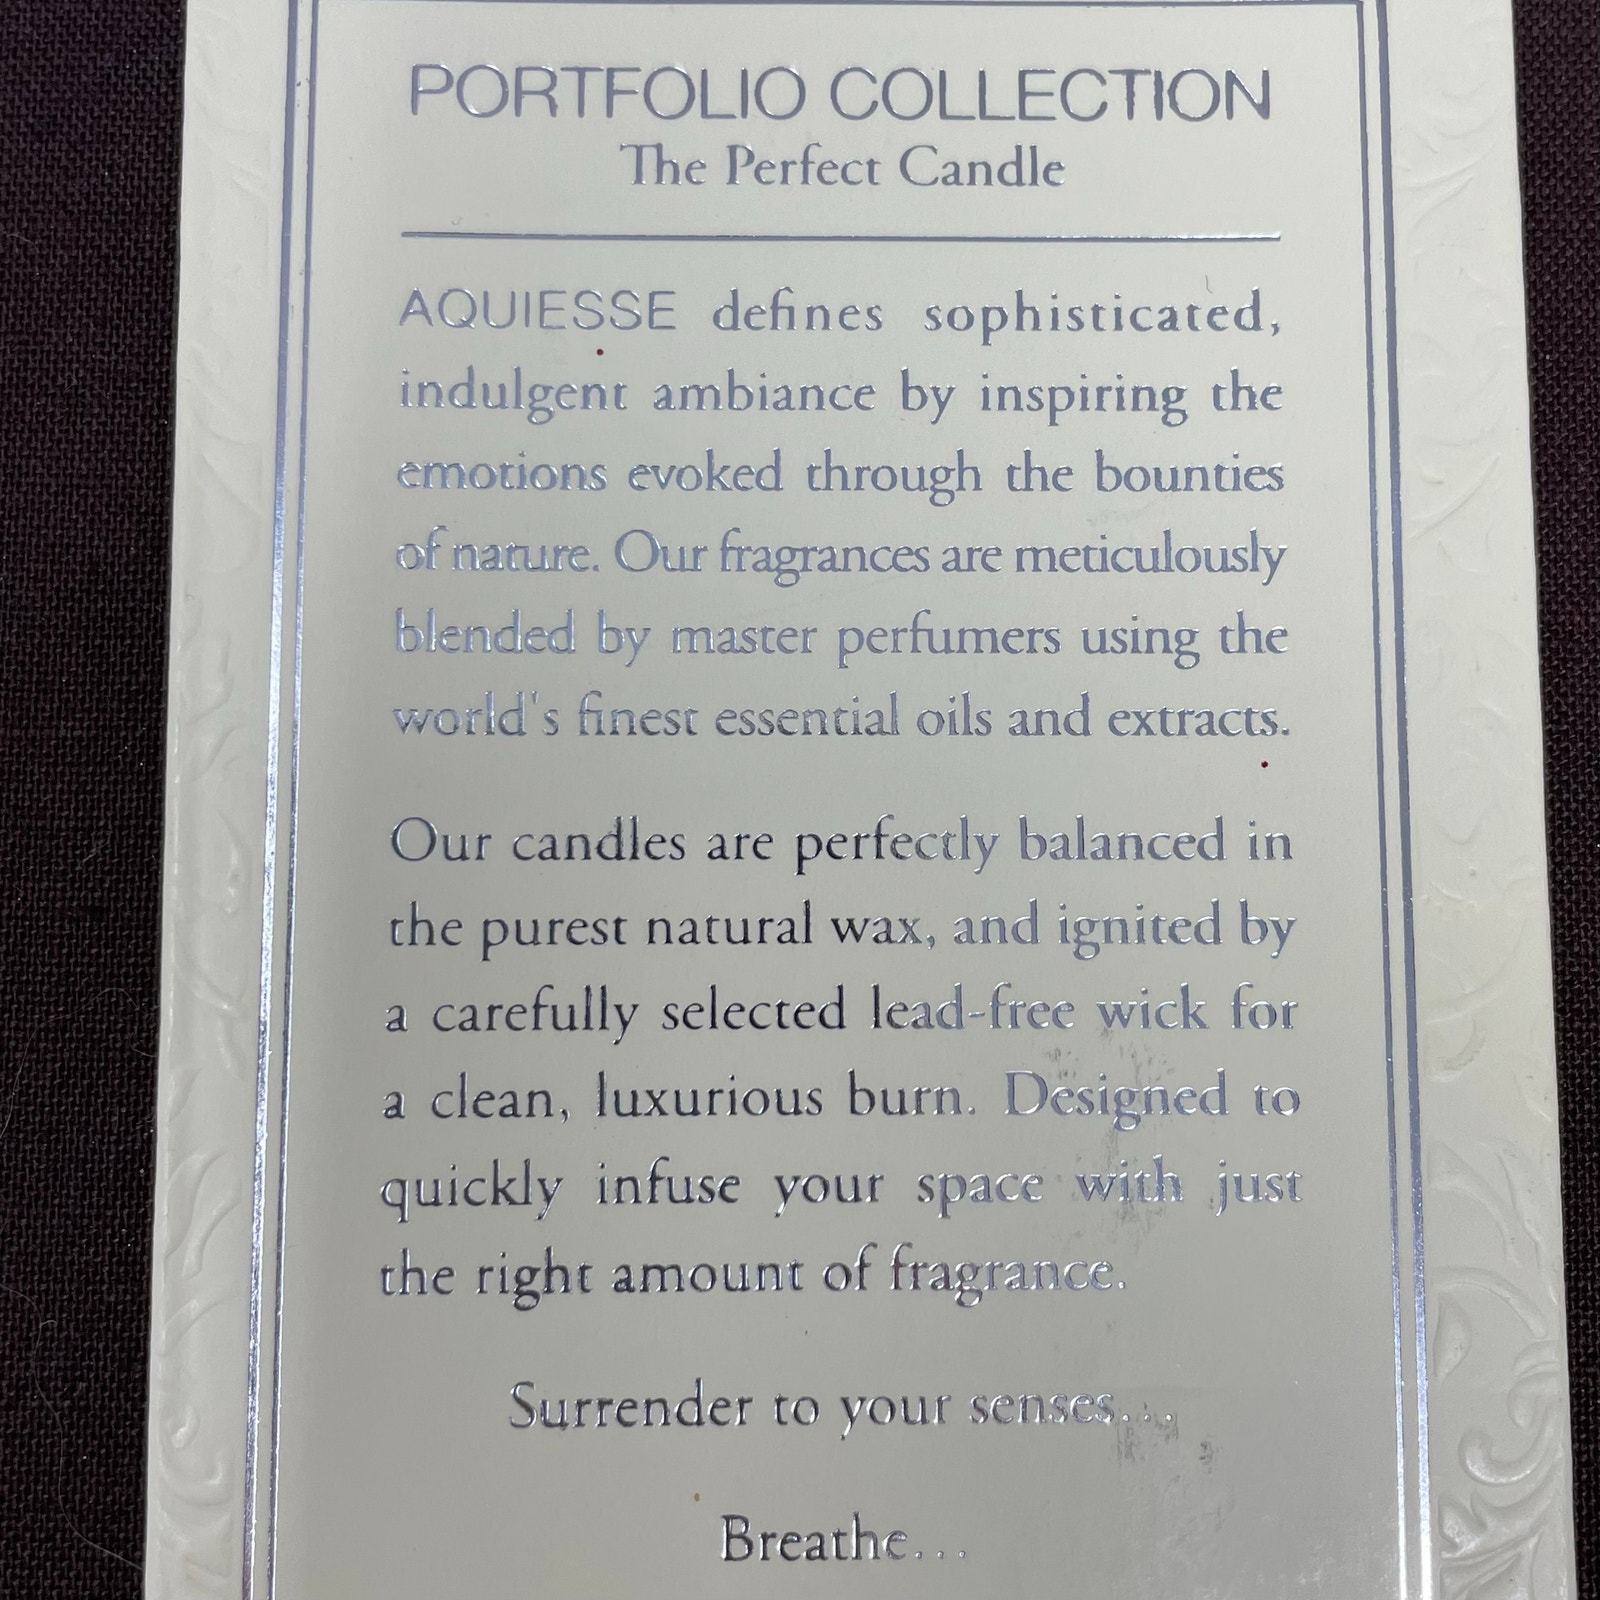 PORTFOLIO COLLECTION
The Perfect Candle
AQUIESSE defines sophisticated,
indulgent ambiance by inspiring the
emotions evoked through the bounties
of nature. Our fragrances are meticulously
blended by master perfumers using the
world's finest essential oils and extracts.
Our candles are perfectly balanced in
the purest natural wax, and ignited by
a carefully selected lead-free wick for
a clean, luxurious burn. Designed to
quickly infuse your space with just
the right amount of fragrance.
Surrender to your senses...
Breathe...